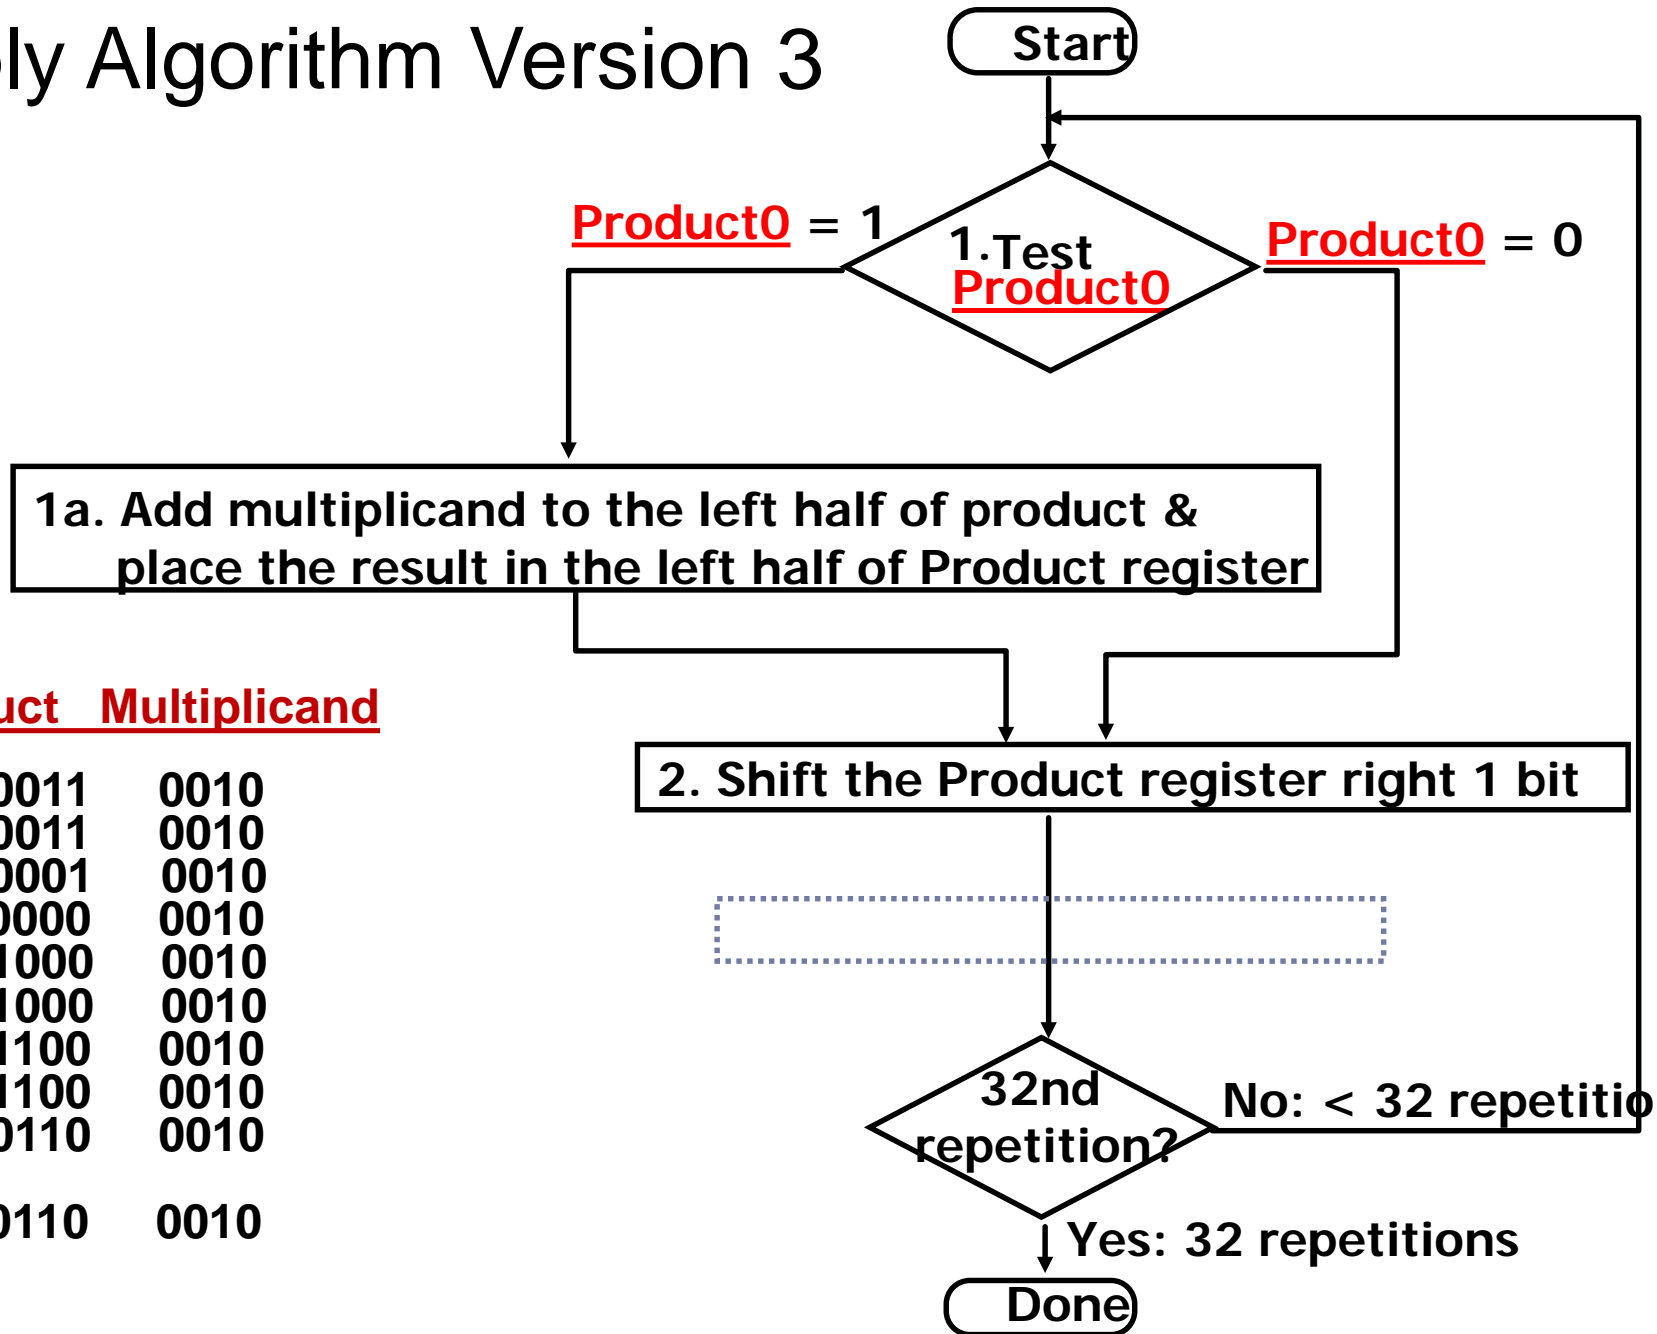 ly Algorithm Version 3
Start
Product0 = 1
1.Test
Product0
Product0 = 0
1a. Add multiplicand to the left half of product &
place the result in the left half of Product register
uct Multiplicand
0011 0010
0011 0010
0001 0010
0000 0010
1000 0010
1000 0010
1100 0010
1100 0010
0110 0010
0110 0010
2. Shift the Product register right 1 bit
32nd
repetition?
No: < 32 repetitio
Yes: 32 repetitions
Done